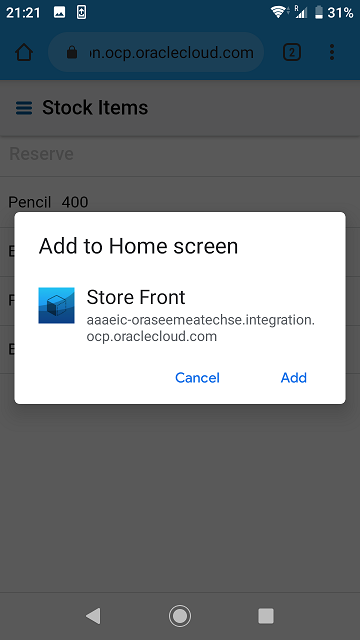 21:21
R
31%
on.ocp.oraclecloud.com
2
Stock Items
Reserve
Pencil 400
Add to Home screen
Store Front
aaaeic-oraseemeatechse.integration.
ocp.oraclecloud.com
Cancel
Add